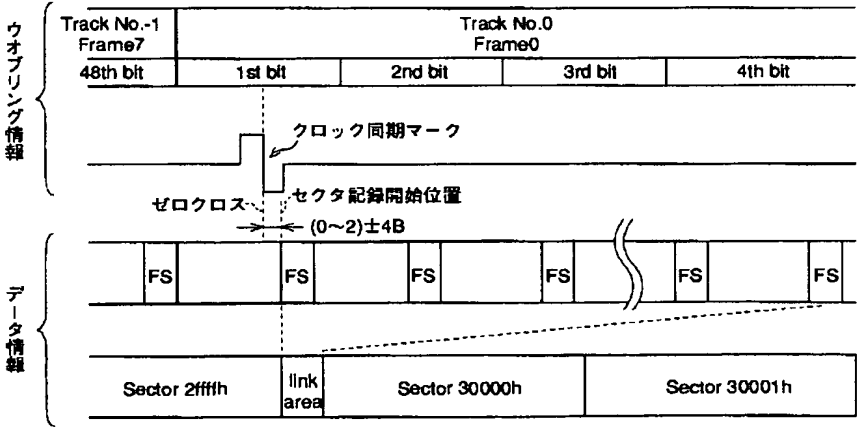 ウオブリング情報
Track No.-1
Frame7
Track No.0
Frame0
48th bit
1st bit
2nd bit
3rd bit
4th bit
クロック同期マーク
ゼロクロス
セクタ記録開始位置
(0～2)±4B
データ情報
FS
FS
FS
FS
FS
FS
Sector 2ffffh
link
area
Sector 30000h
Sector 30001h